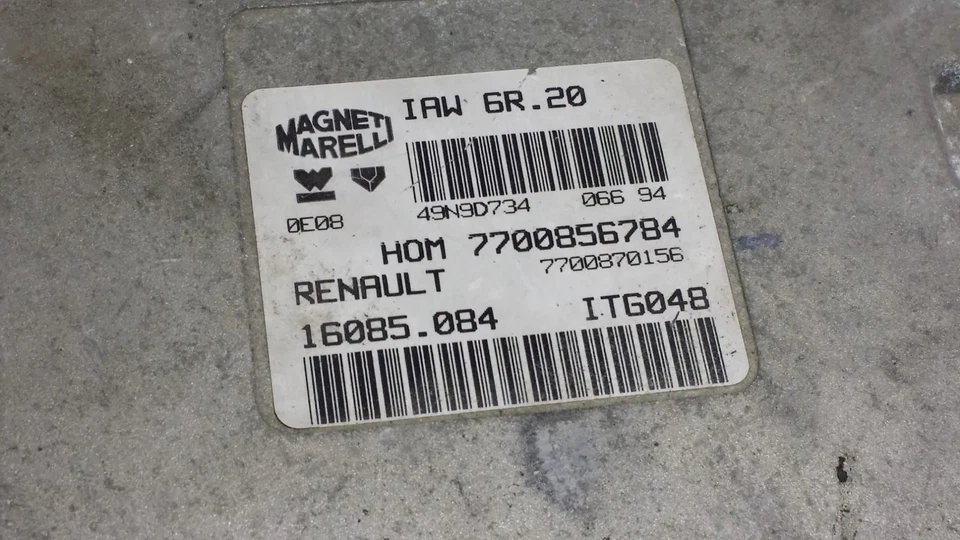 MAGNETI
MARELLI
IAW 6R.20
49N9D734 066 94
0E08
HOM 7700856784
7700870156
RENAULT
16085.084 ITG048